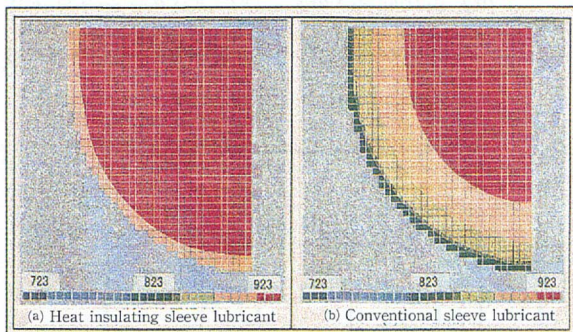 723 823 923
(a) Heat insulating sleeve lubricant
723 823 923
(b) Conventional sleeve lubricant